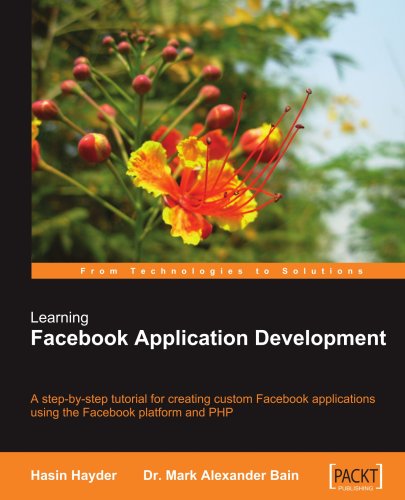 From Technologies to Solutions
Learning
Facebook Application Development
A step-by-step tutorial for creating custom Facebook applications
using the Facebook platform and PHP
Hasin Hayder Dr. Mark Alexander Bain
PACKT
PUBLISHING